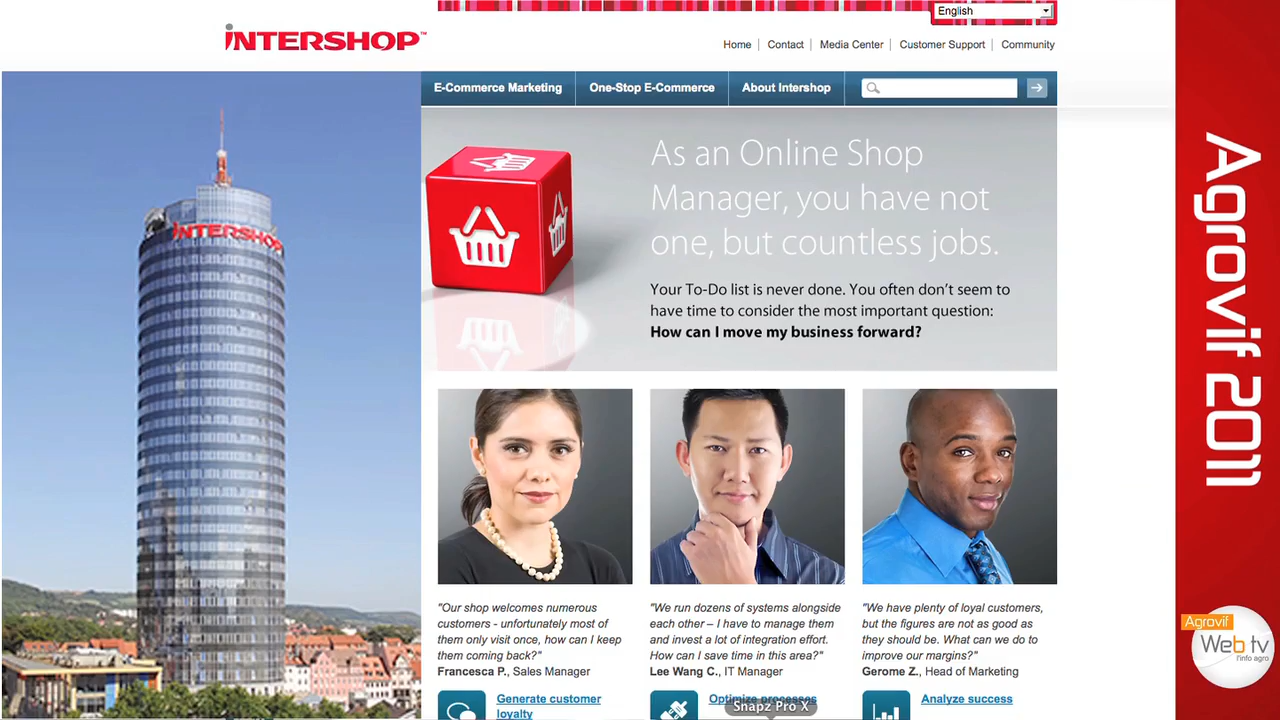 English
INTERSHOP™
Home
Contact
Media Center
Customer Support
Community
E-Commerce Marketing
One-Stop E-Commerce
About Intershop
As an Online Shop
Manager, you have not
one, but countless jobs.
Your To-Do list is never done. You often don't seem to
have time to consider the most important question:
How can I move my business forward?
INTERSHOP
"Our shop welcomes numerous
customers - unfortunately most of
them only visit once, how can I keep
them coming back?"
Francesca P., Sales Manager
Generate customer
loyalty
"We run dozens of systems alongside
each other – I have to manage them
and invest a lot of integration effort.
How can I save time in this area?"
Lee Wang C., IT Manager
Optimize processes
"We have plenty of loyal customers,
but the figures are not as good as
they should be. What can we do to
improve our margins?"
Gerome Z., Head of Marketing
Analyze success
Snapz Pro X
Agrovif 2011
Agrovif
Web tv
l'info agro